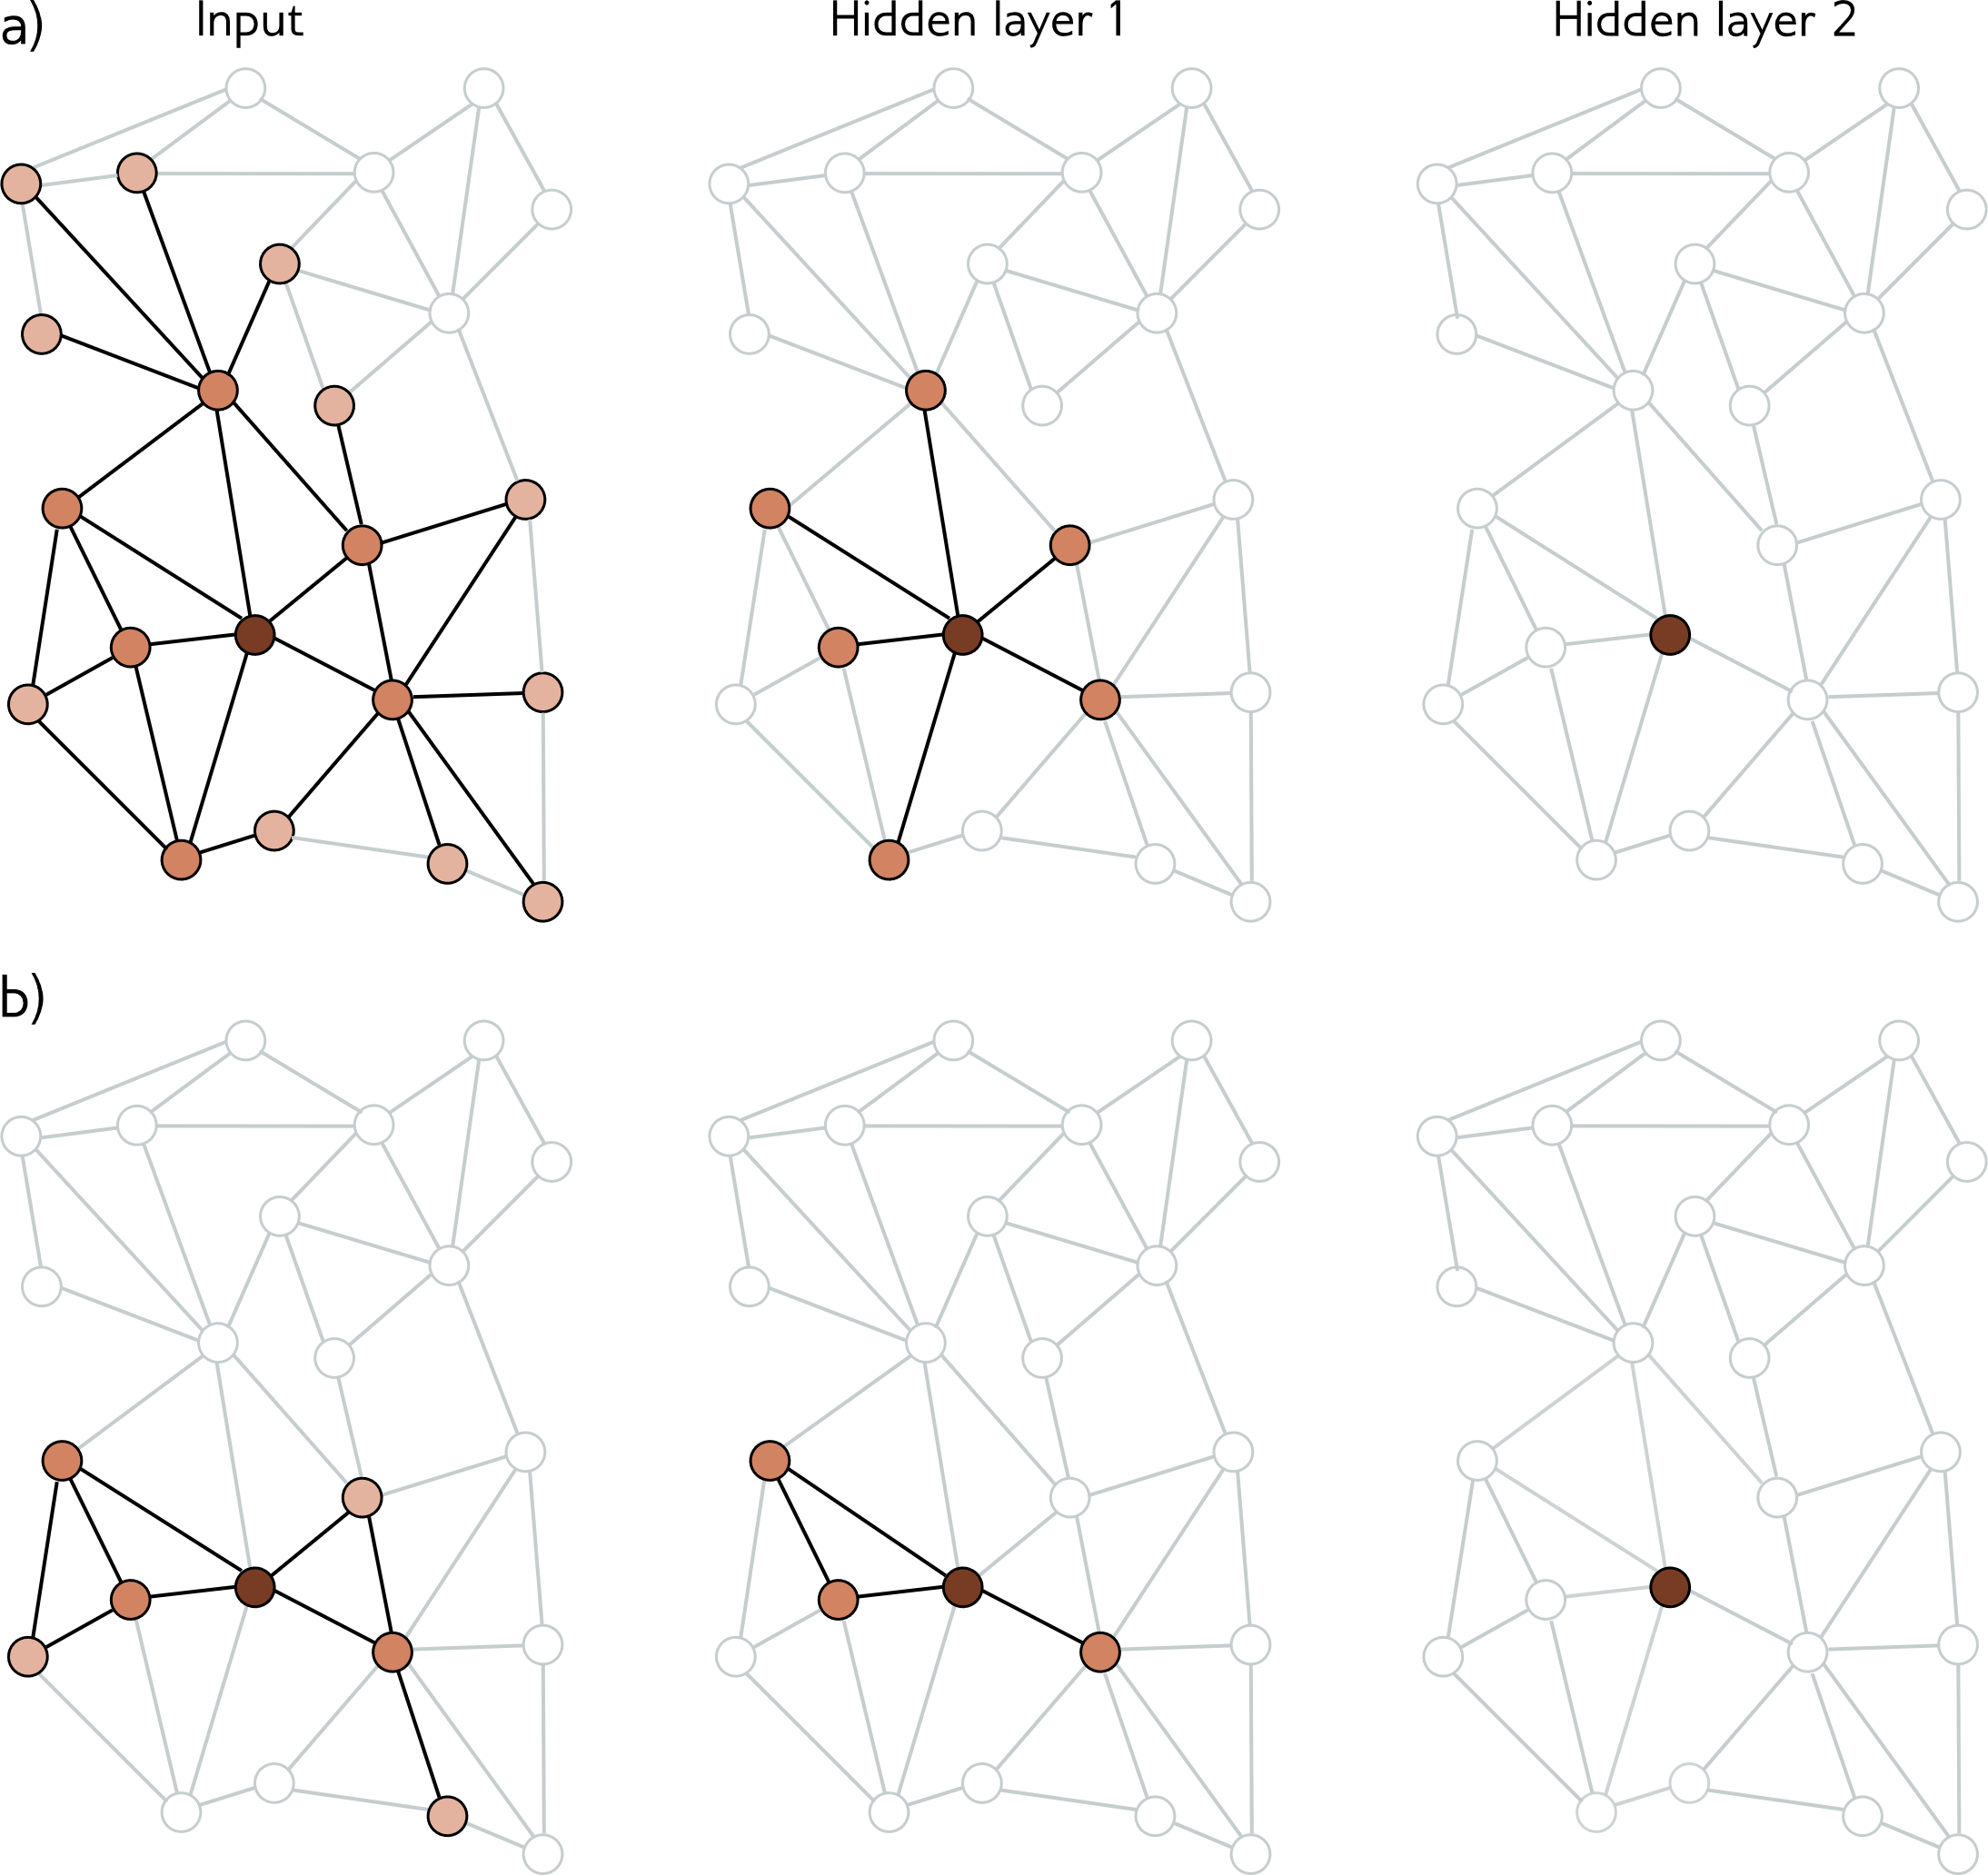 a)
Input
Hidden layer 1
Hidden layer 2
b)